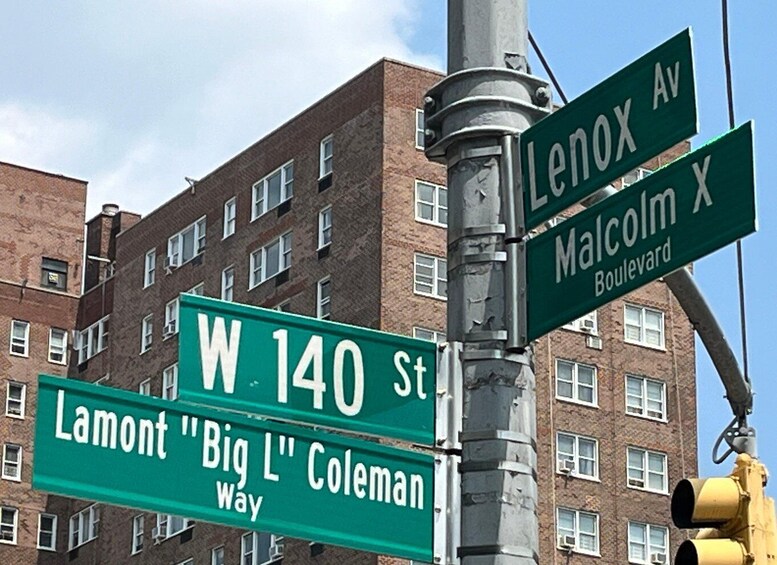 Lenox Av
Malcolm X
Boulevard
W 140 St
Lamont "Big L" Coleman
Way